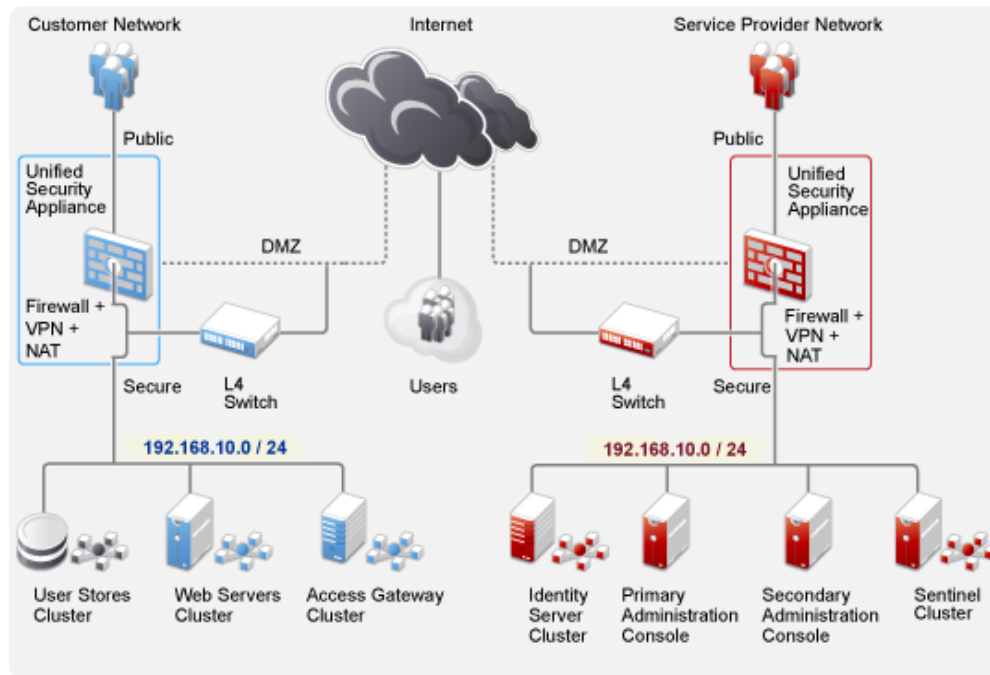 Customer Network
Internet
Service Provider Network
Public
Public
Unified
Security
Appliance
Unified
Security
Appliance
DMZ
DMZ
Firewall +
VPN +
NAT
Firewall +
VPN +
NAT
Secure
L4
Switch
Users
L4
Switch
Secure
192.168.10.0 / 24
192.168.10.0 / 24
User Stores
Cluster
Web Servers
Cluster
Access Gateway
Cluster
Identity
Server
Cluster
Primary
Administration
Console
Secondary
Administration
Console
Sentinel
Cluster